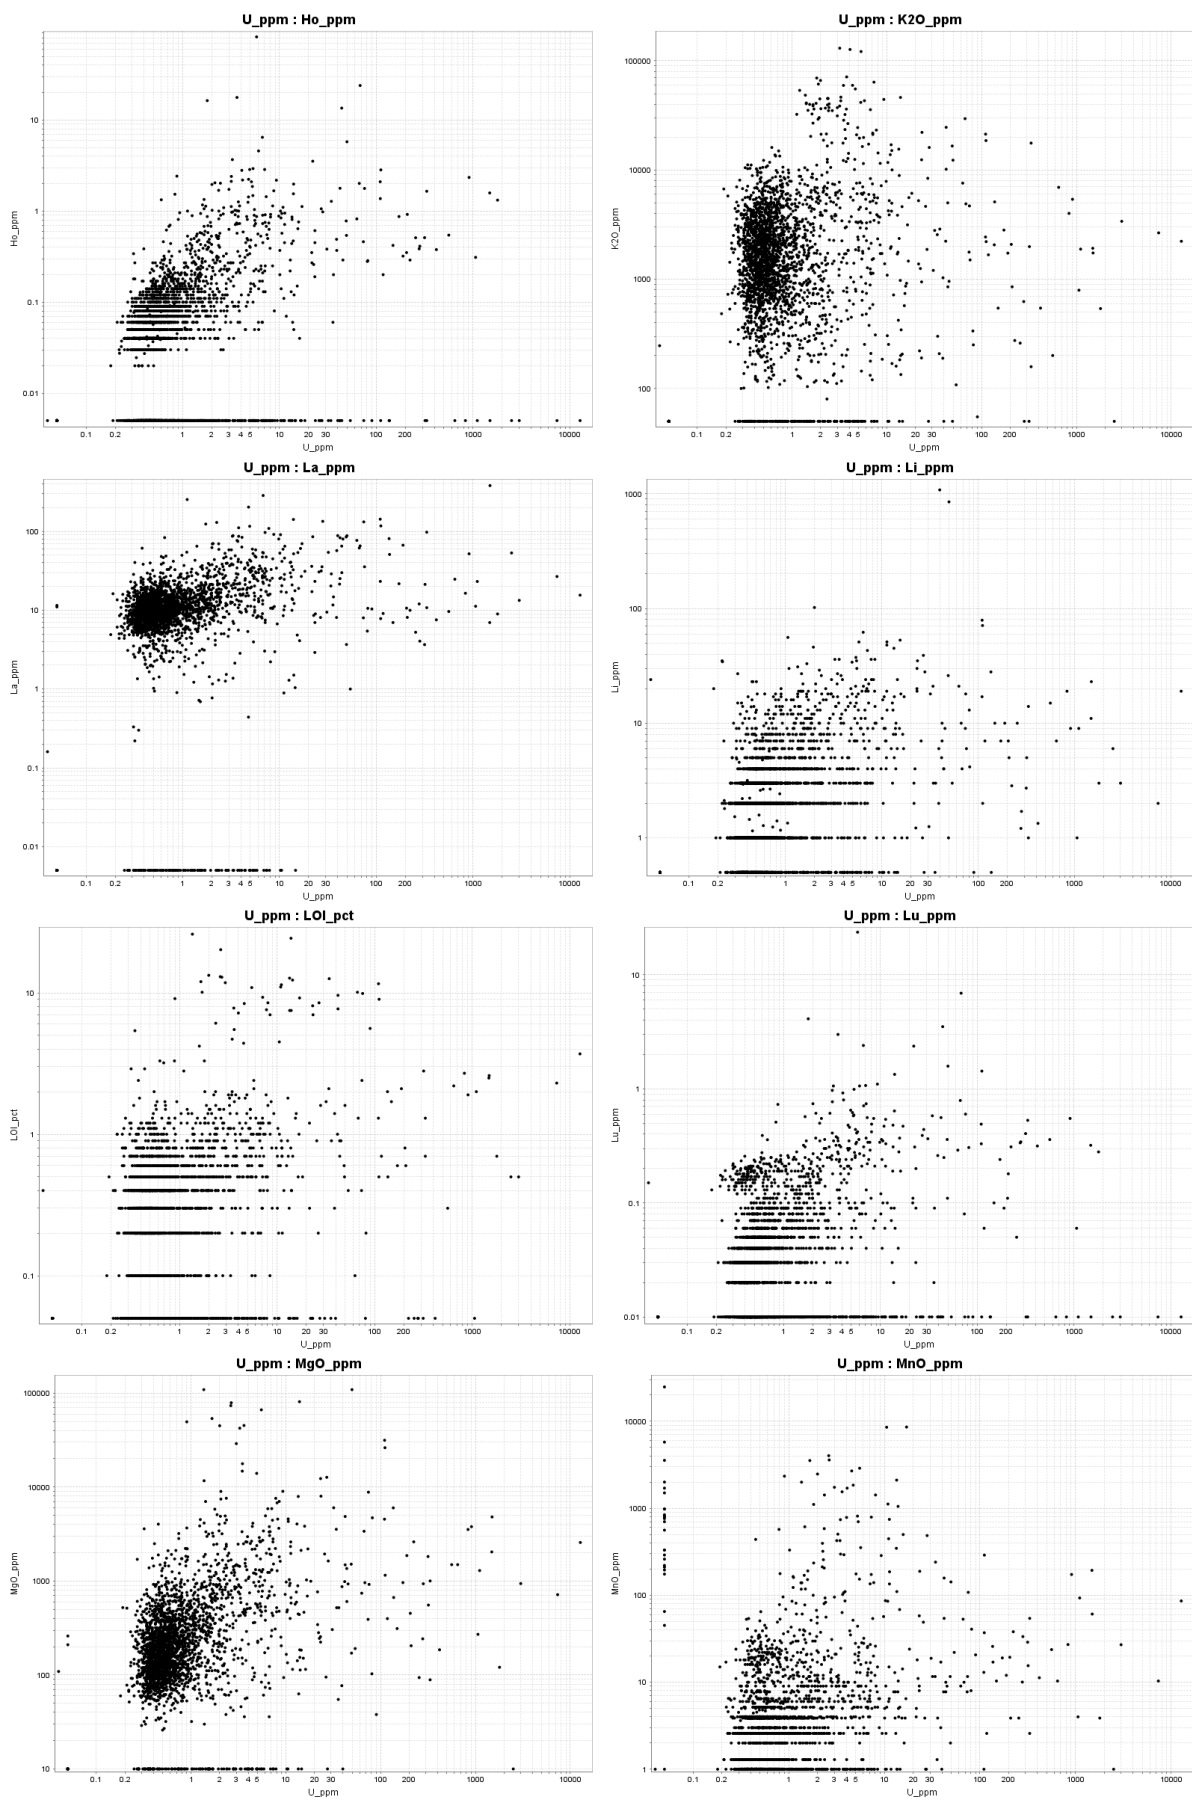 U_ppm : Ho_ppm
10
1
0.1
0.01
Ho_ppm
0.1 0.2 1 2 3 4 5 10 20 30 100 200 1000 10000
U_ppm
U_ppm : K2O_ppm
100000
10000
1000
100
K2O_ppm
0.1 0.2 1 2 3 4 5 10 20 30 100 200 1000 10000
U_ppm
U_ppm : La_ppm
100
10
1
0.1
0.01
La_ppm
0.1 0.2 1 2 3 4 5 10 20 30 100 200 1000 10000
U_ppm
U_ppm : Li_ppm
1000
100
10
1
Li_ppm
0.1 0.2 1 2 3 4 5 10 20 30 100 200 1000 10000
U_ppm
U_ppm : LOI_pct
10
1
0.1
LOI_pct
0.1 0.2 1 2 3 4 5 10 20 30 100 200 1000 10000
U_ppm
U_ppm : Lu_ppm
10
1
0.1
0.01
Lu_ppm
0.1 0.2 1 2 3 4 5 10 20 30 100 200 1000 10000
U_ppm
U_ppm : MgO_ppm
100000
10000
1000
100
10
MgO_ppm
0.1 0.2 1 2 3 4 5 10 20 30 100 200 1000 10000
U_ppm
U_ppm : MnO_ppm
10000
1000
100
10
1
MnO_ppm
0.1 0.2 1 2 3 4 5 10 20 30 100 200 1000 10000
U_ppm